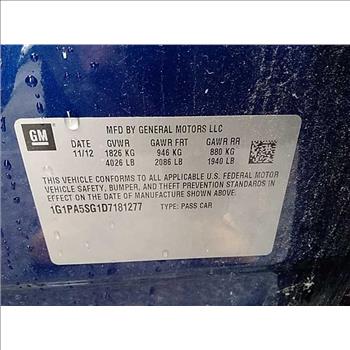 GM
MFD BY GENERAL MOTORS LLC
DATE GVWR GAWR FRT GAWR RR
11/12 1826 KG 946 KG 880 KG
4026 LB 2086 LB 1940 LB
THIS VEHICLE CONFORMS TO ALL APPLICABLE U.S. FEDERAL MOTOR
VEHICLE SAFETY, BUMPER, AND THEFT PREVENTION STANDARDS IN
EFFECT ON THE DATE OF MANUFACTURE SHOWN ABOVE.
1G1PA5SG1D7181277 TYPE: PASS CAR